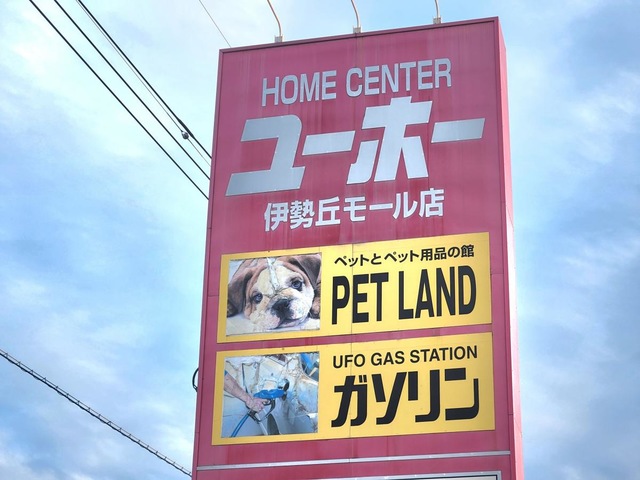 HOME CENTER
ユーホー
伊勢丘モール店
ペットとペット用品の館
PET LAND
UFO GAS STATION
ガソリン